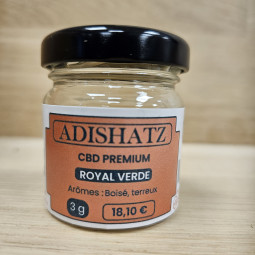 ADISHATZ
CBD PREMIUM
ROYAL VERDE
Arômes : Boisé, terreux
3 g
18,10 €